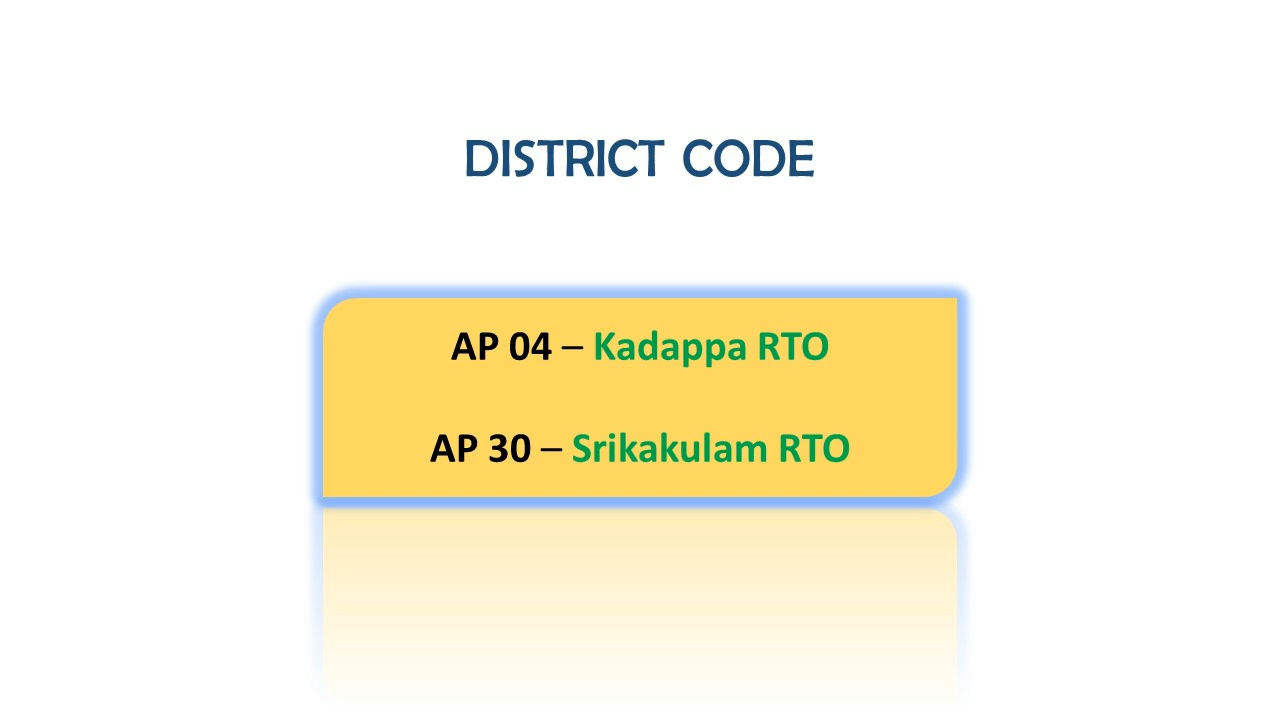 DISTRICT CODE
AP 04 – Kadappa RTO
AP 30 – Srikakulam RTO